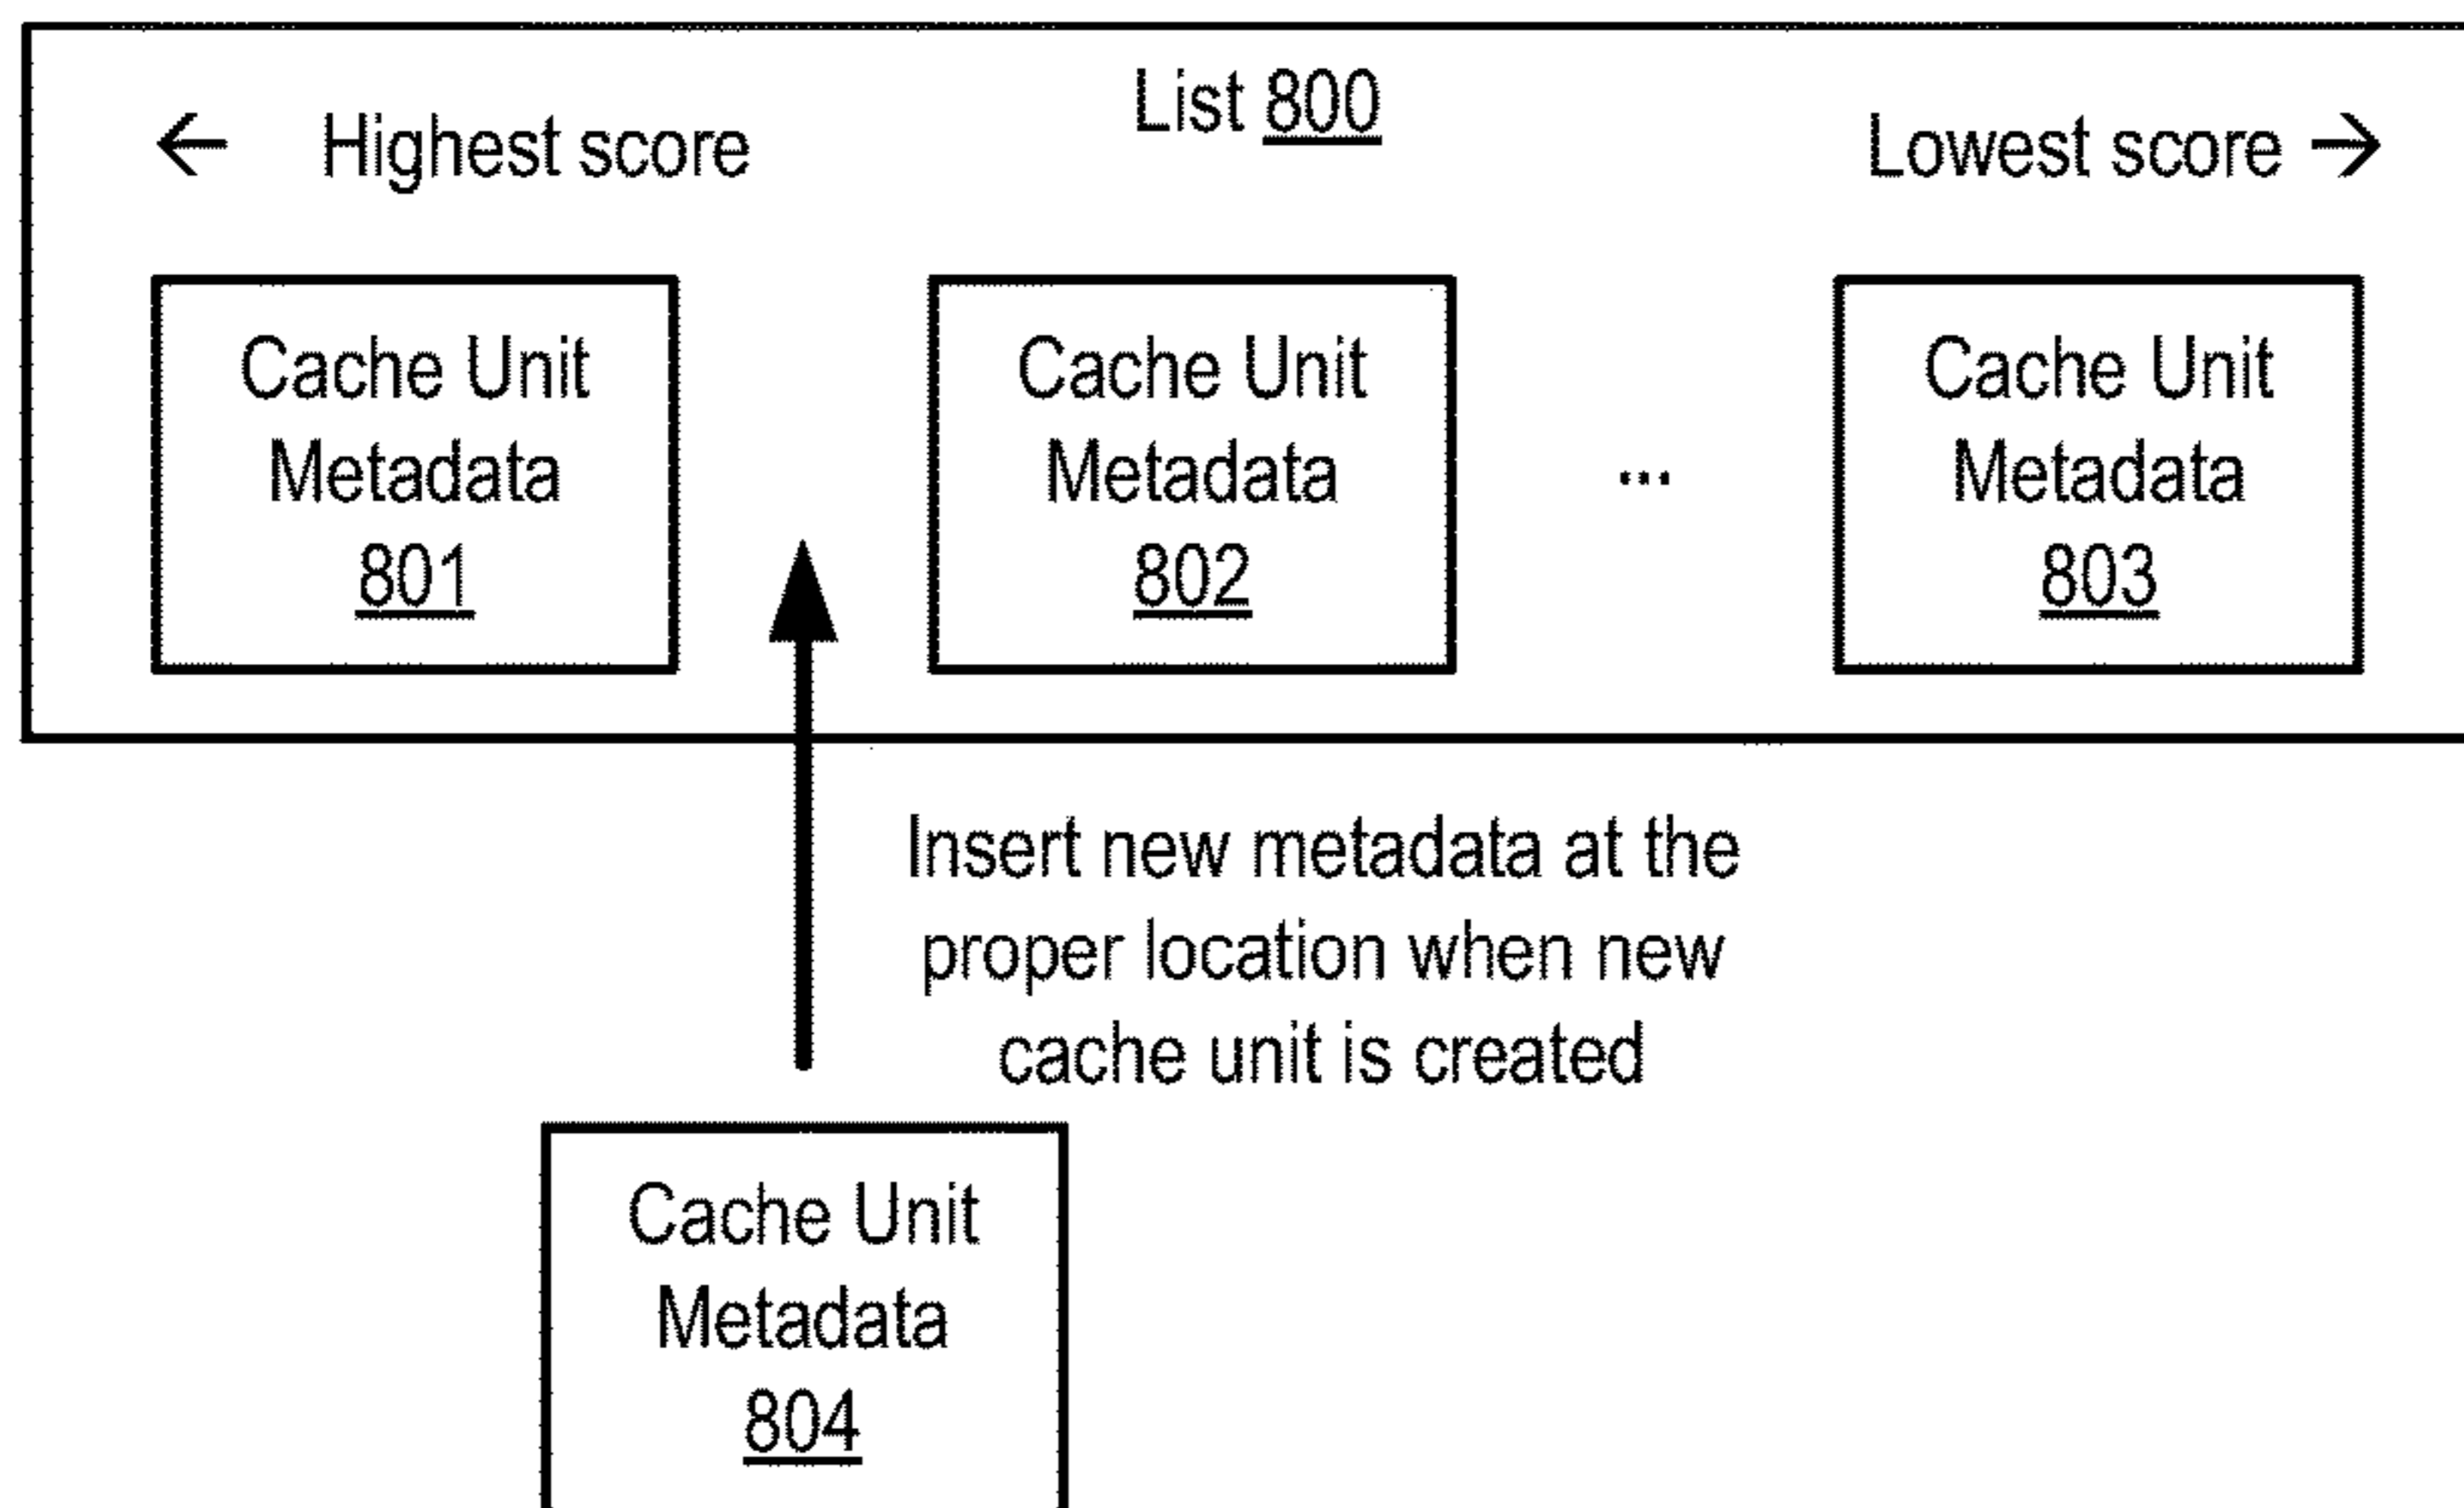 List 800
← Highest score
Lowest score →
Cache Unit
Metadata
801
Cache Unit
Metadata
802
...
Cache Unit
Metadata
803
Insert new metadata at the
proper location when new
cache unit is created
Cache Unit
Metadata
804